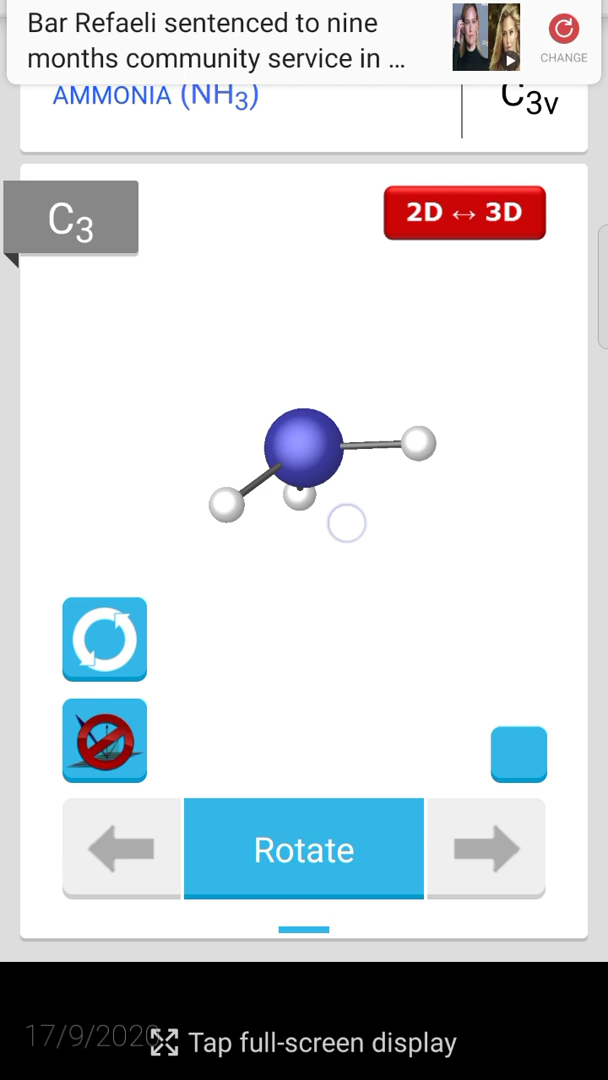 Bar Refaeli sentenced to nine
months community service in ...
CHANGE
AMMONIA (NH₃)
C₃ᵥ
C₃
2D ↔ 3D
Rotate
17/9/2020
Tap full-screen display